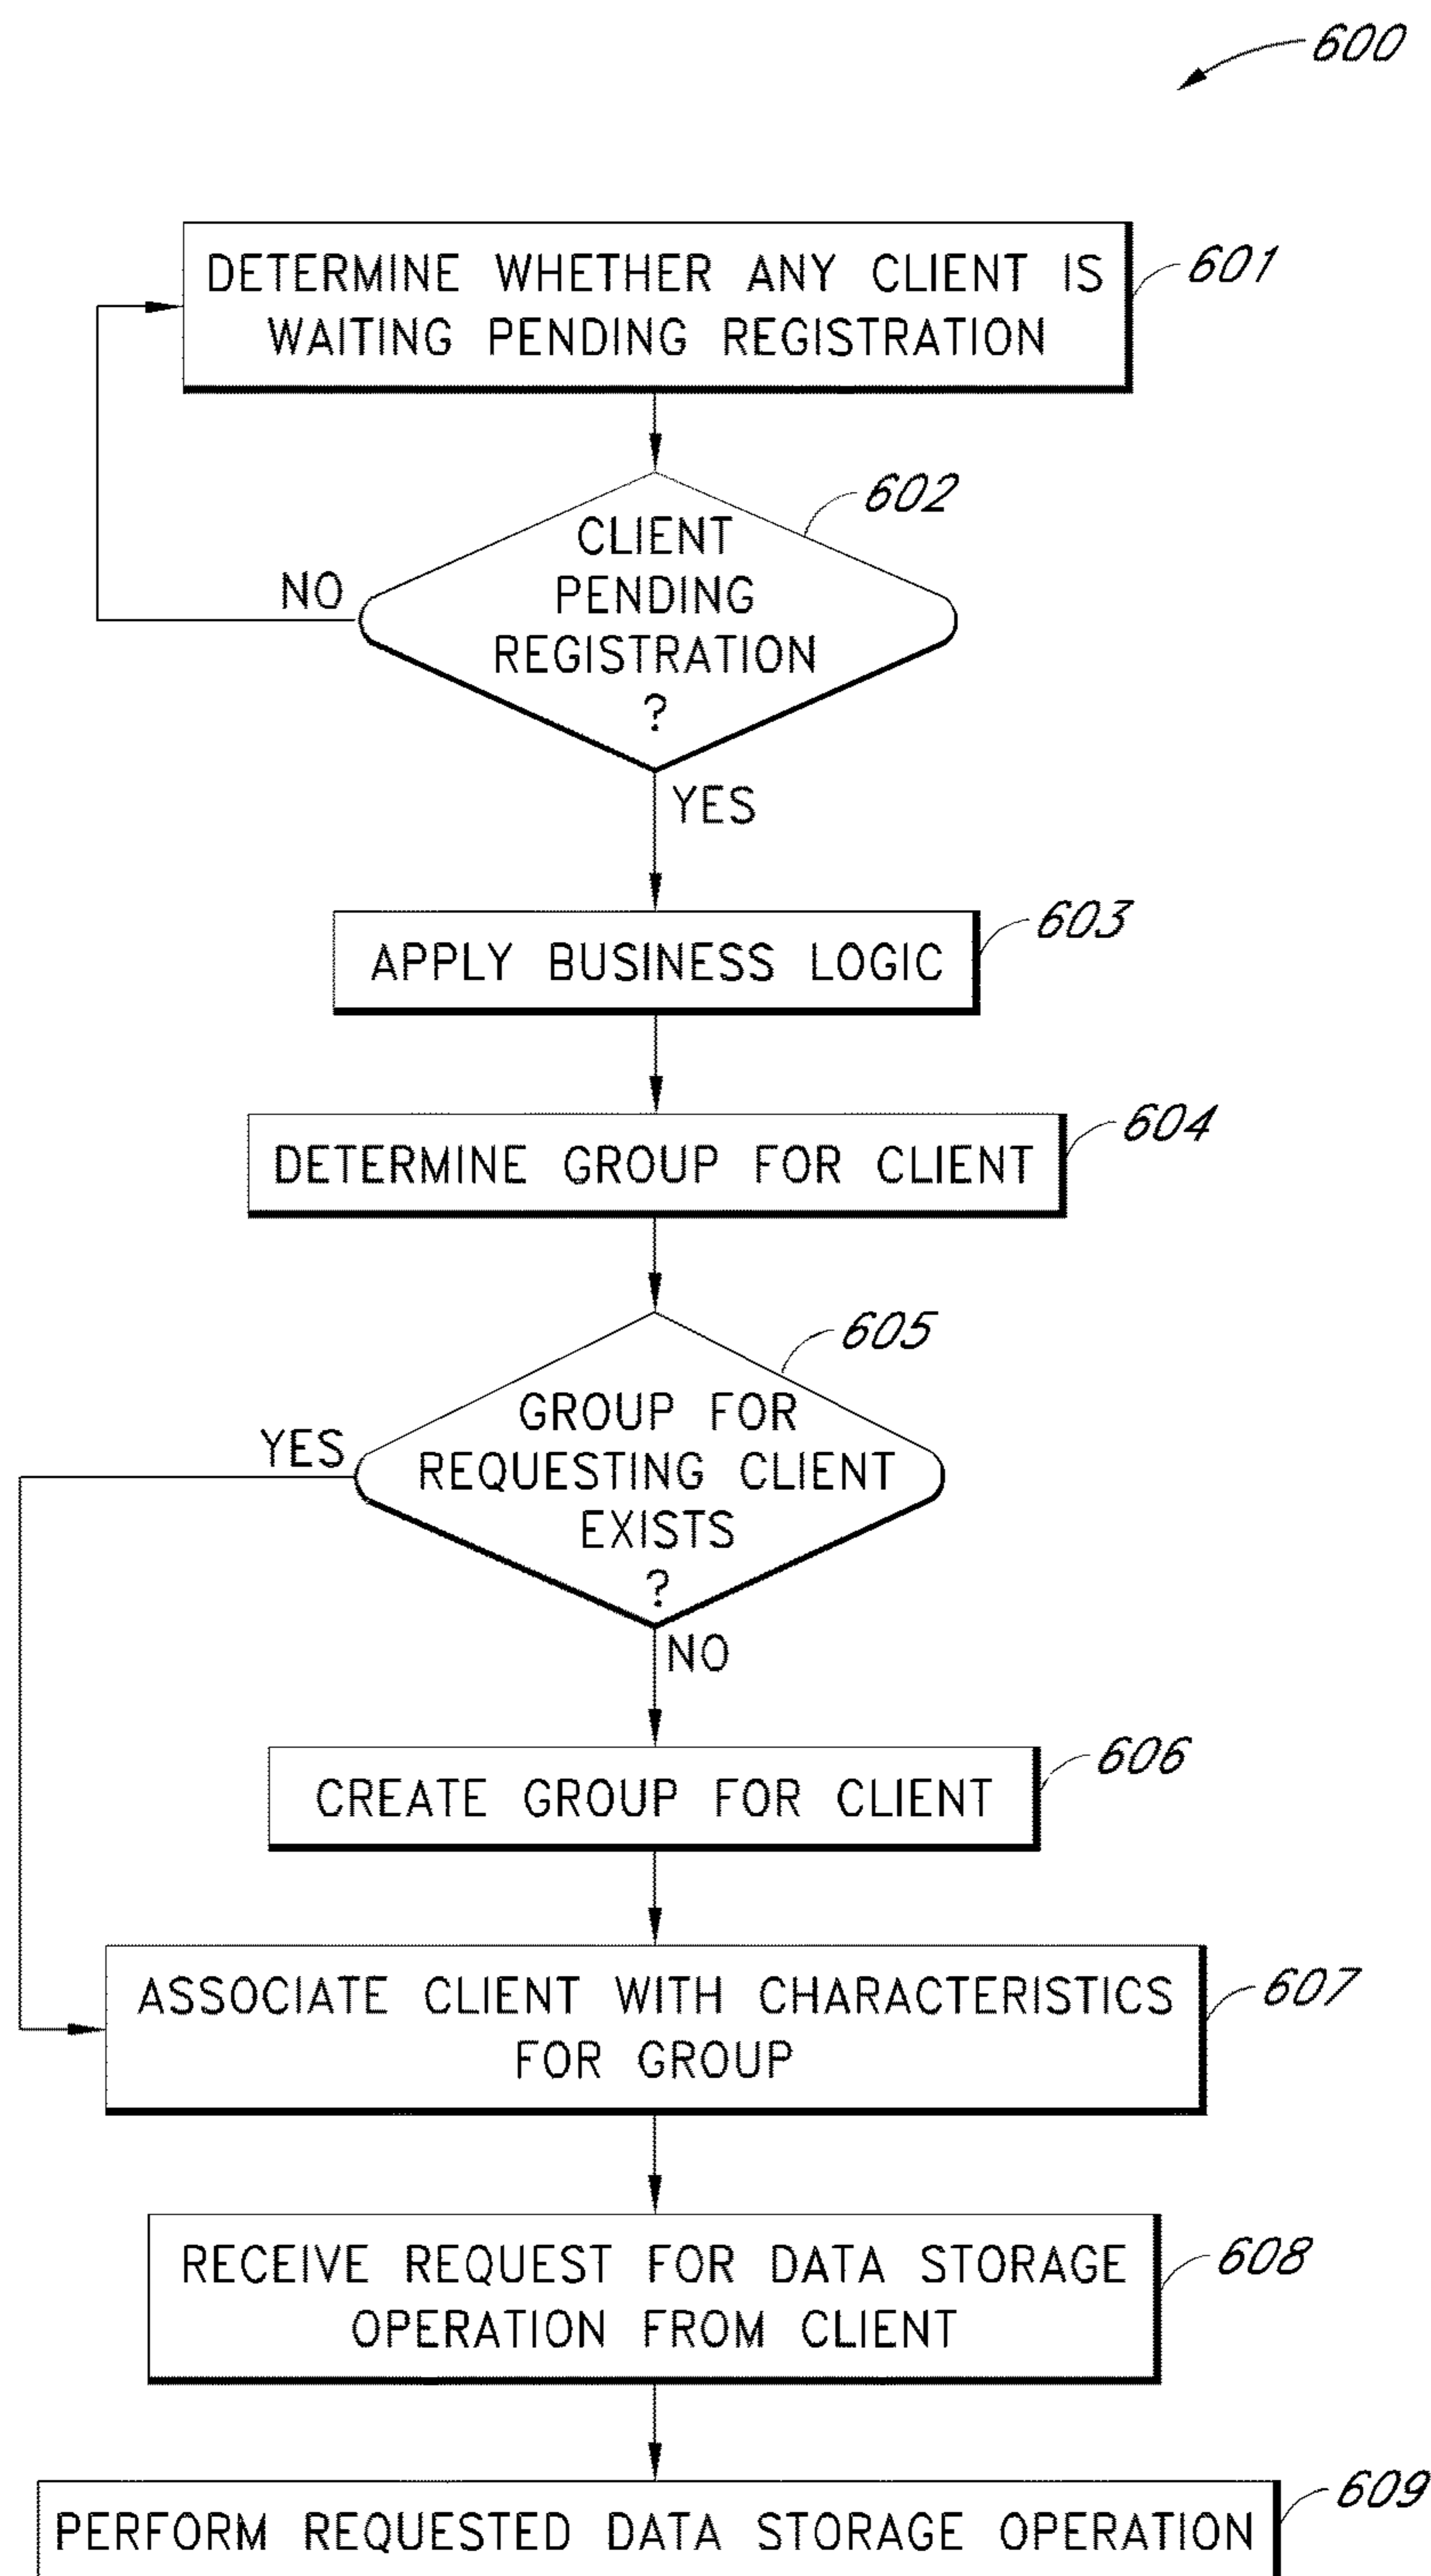 600
DETERMINE WHETHER ANY CLIENT IS
WAITING PENDING REGISTRATION
601
602
CLIENT
PENDING
REGISTRATION
?
NO
YES
APPLY BUSINESS LOGIC
603
DETERMINE GROUP FOR CLIENT
604
605
GROUP FOR
REQUESTING CLIENT
EXISTS
?
YES
NO
CREATE GROUP FOR CLIENT
606
ASSOCIATE CLIENT WITH CHARACTERISTICS
FOR GROUP
607
RECEIVE REQUEST FOR DATA STORAGE
OPERATION FROM CLIENT
608
PERFORM REQUESTED DATA STORAGE OPERATION
609